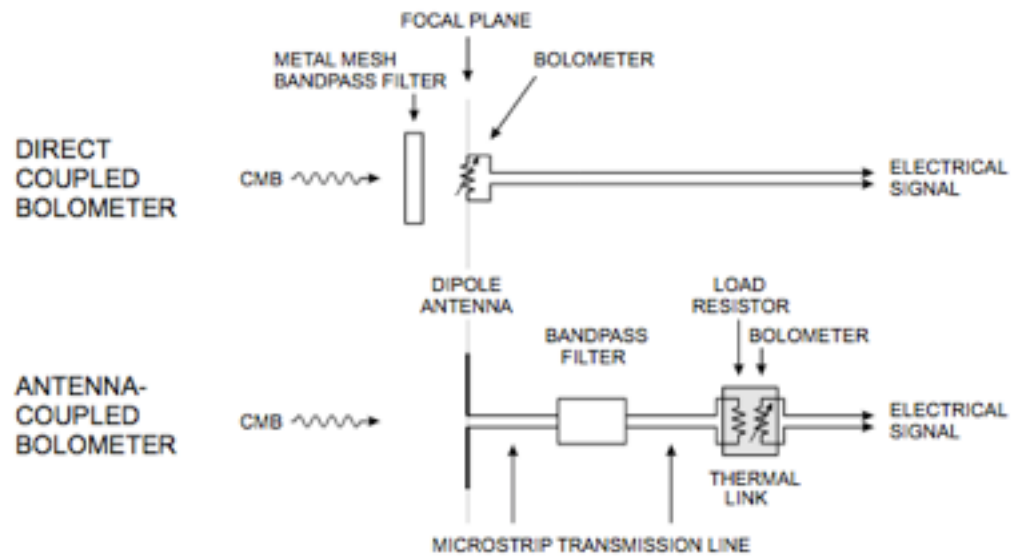 FOCAL PLANE
METAL MESH
BANDPASS FILTER
BOLOMETER
DIRECT
COUPLED
BOLOMETER
CMB
ELECTRICAL
SIGNAL
DIPOLE
ANTENNA
LOAD
RESISTOR
BANDPASS
FILTER
BOLOMETER
ANTENNA-
COUPLED
BOLOMETER
CMB
ELECTRICAL
SIGNAL
THERMAL
LINK
MICROSTRIP TRANSMISSION LINE